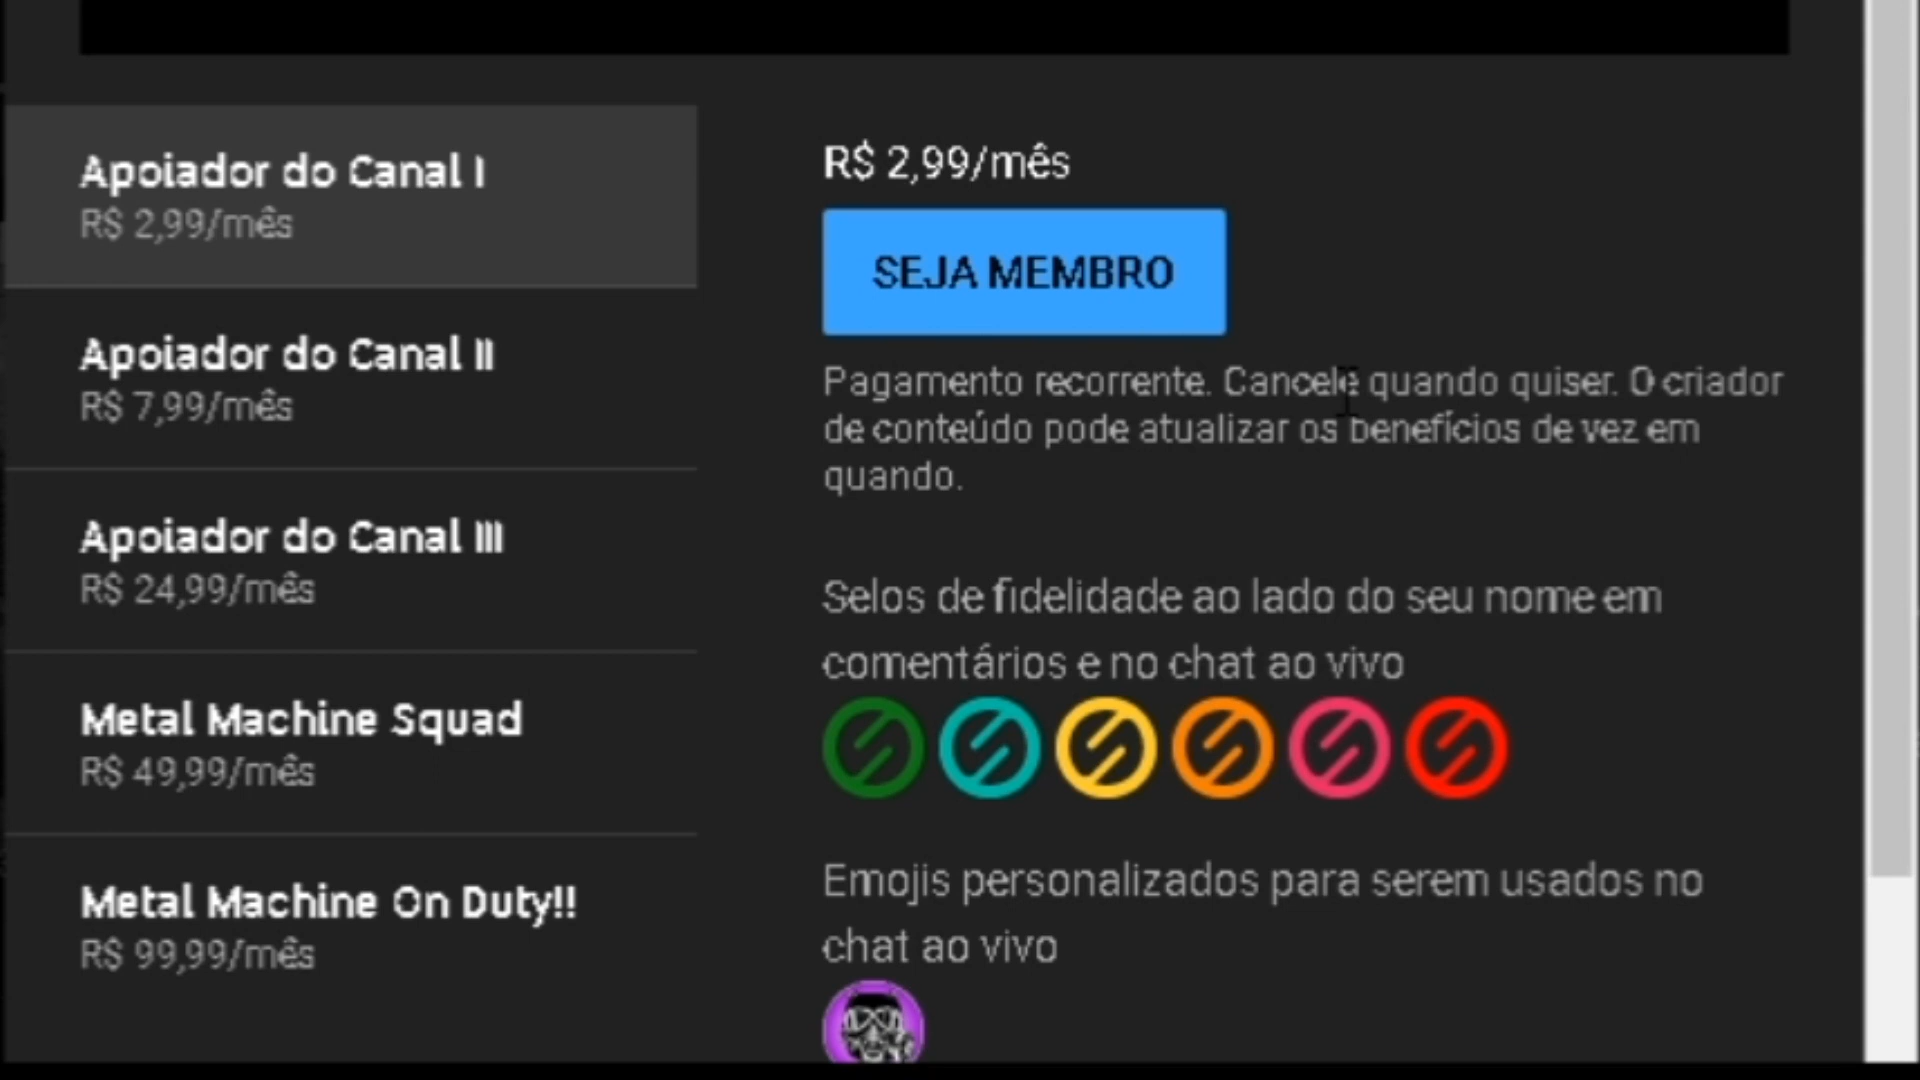 Apoiador do Canal I
R$ 2,99/mês
Apoiador do Canal II
R$ 7,99/mês
Apoiador do Canal III
R$ 24,99/mês
Metal Machine Squad
R$ 49,99/mês
Metal Machine On Duty!!
R$ 99,99/mês
R$ 2,99/mês
SEJA MEMBRO
Pagamento recorrente. Cancele quando quiser. O criador
de conteúdo pode atualizar os benefícios de vez em
quando.
Selos de fidelidade ao lado do seu nome em
comentários e no chat ao vivo
Emojis personalizados para serem usados no
chat ao vivo